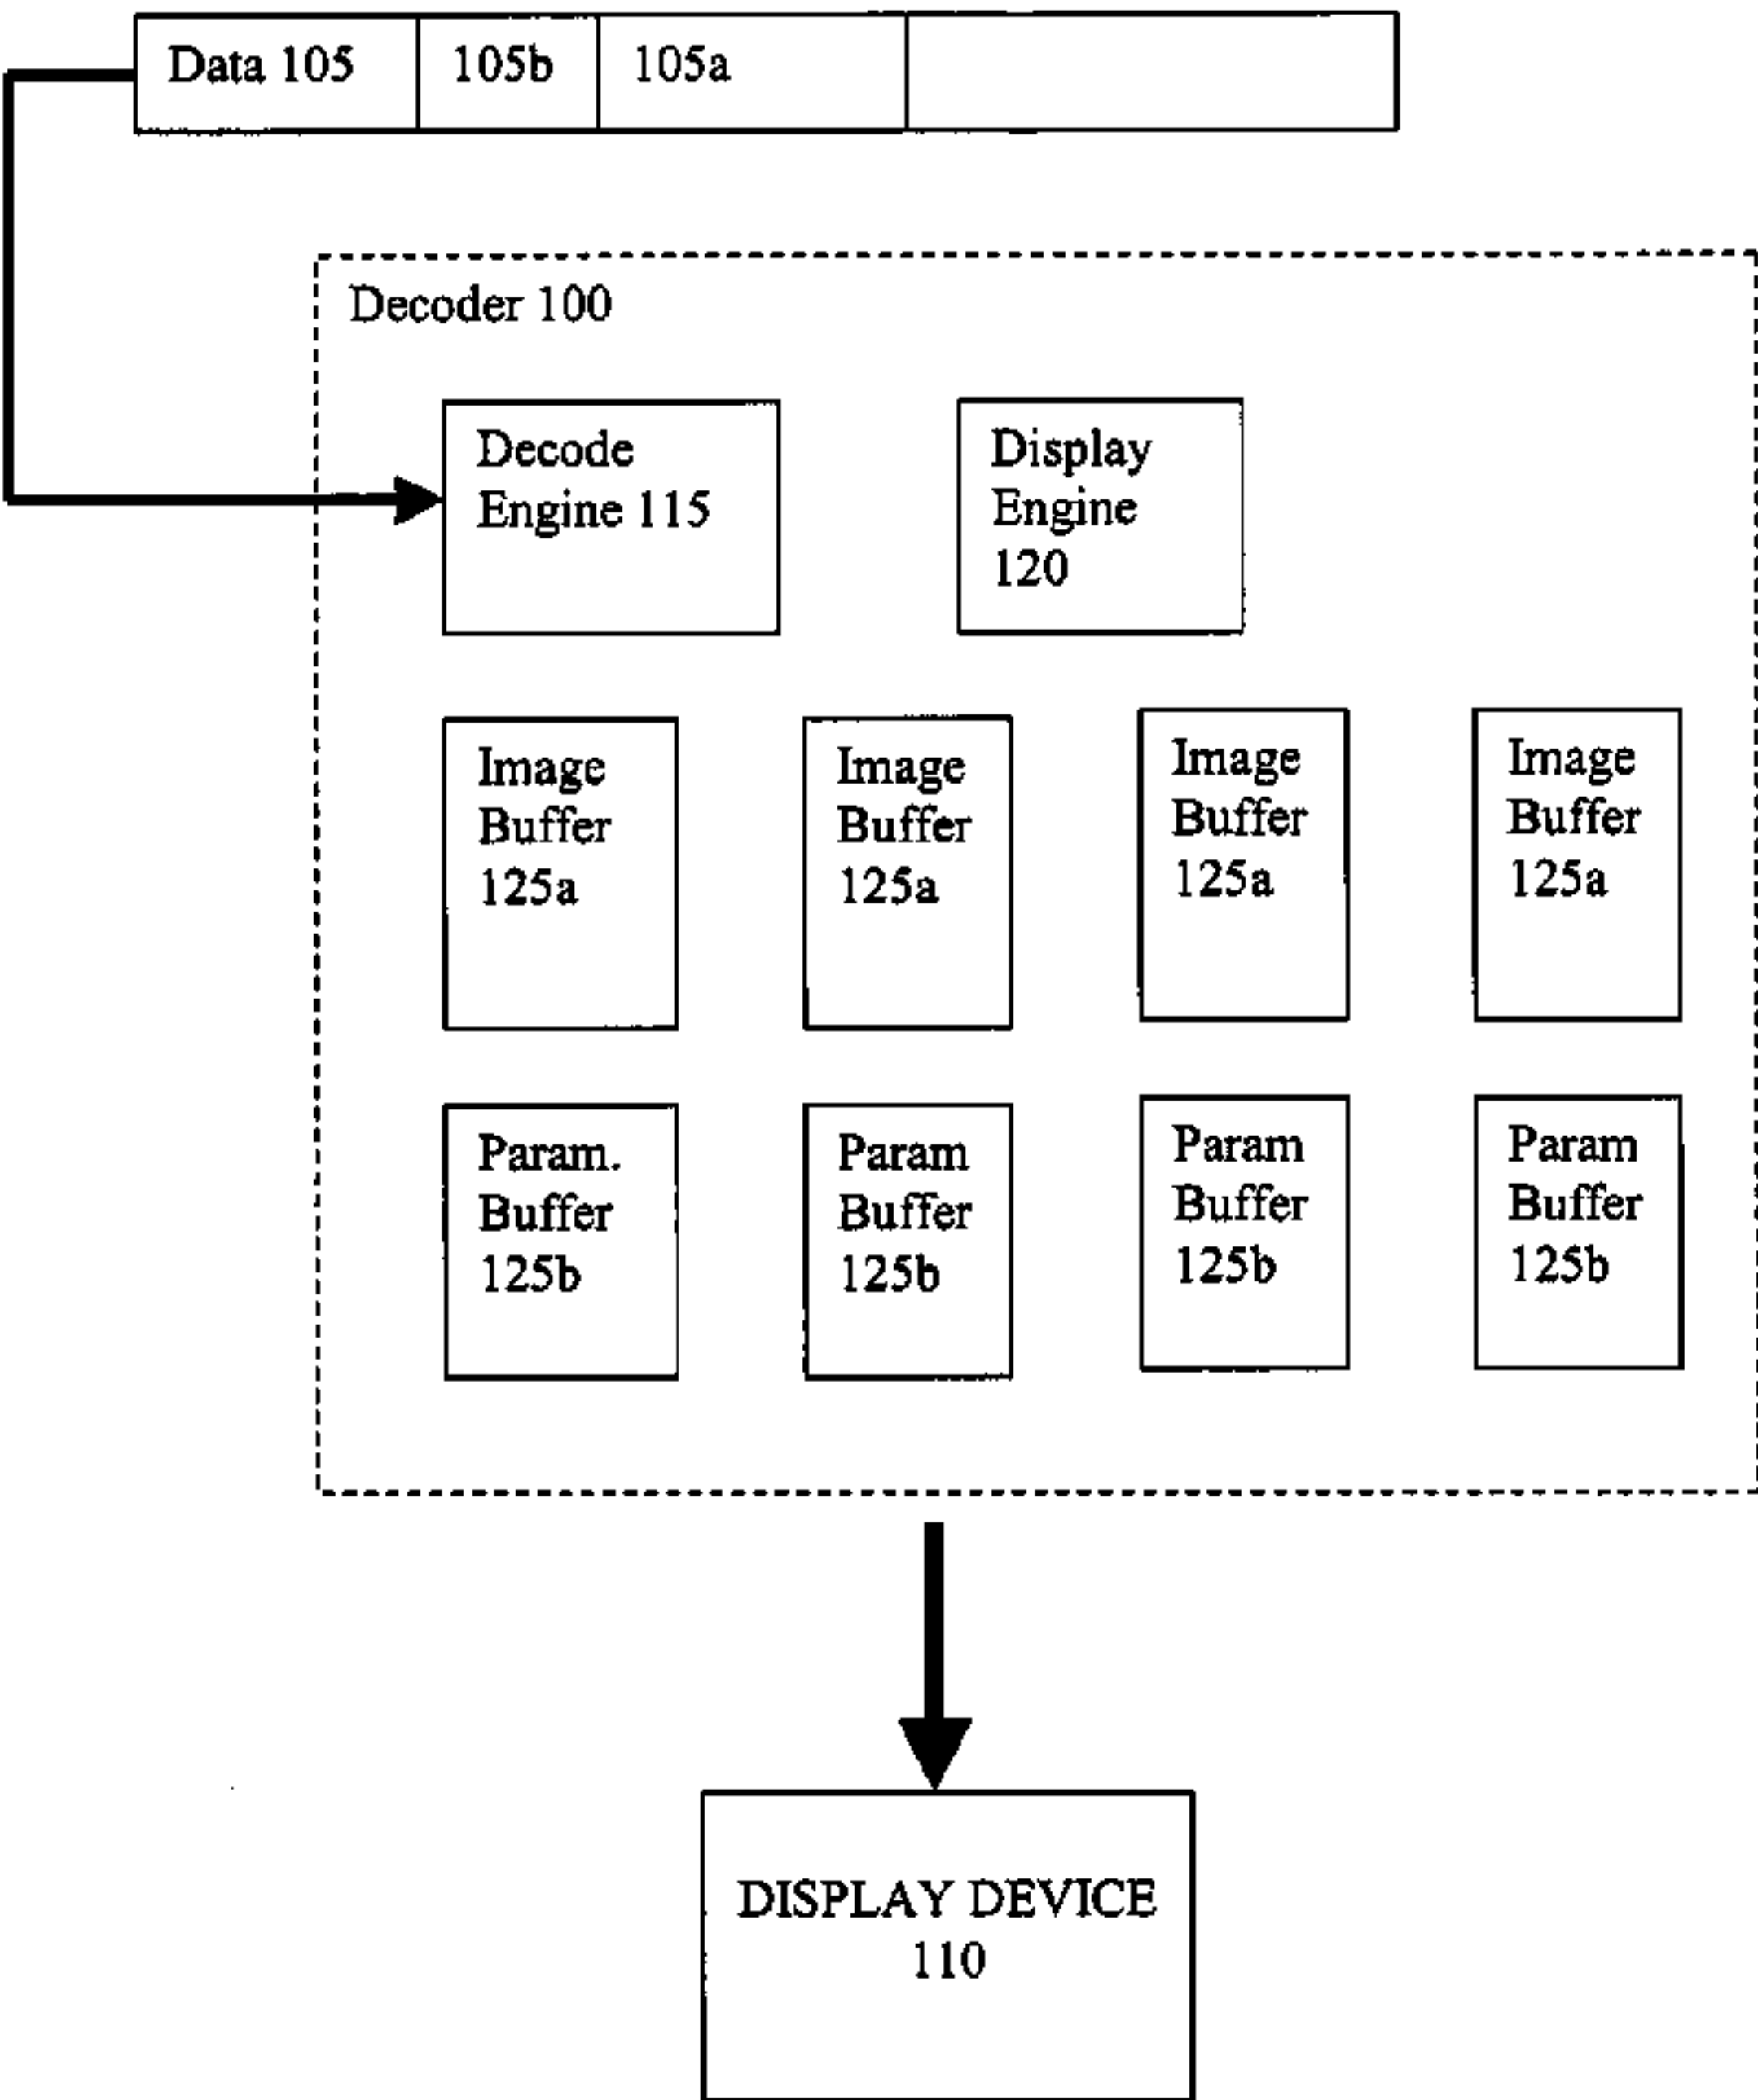 Data 105 105b 105a
Decoder 100
Decode
Engine 115
Display
Engine
120
Image
Buffer
125a
Image
Buffer
125a
Image
Buffer
125a
Image
Buffer
125a
Param.
Buffer
125b
Param
Buffer
125b
Param
Buffer
125b
Param
Buffer
125b
DISPLAY DEVICE
110